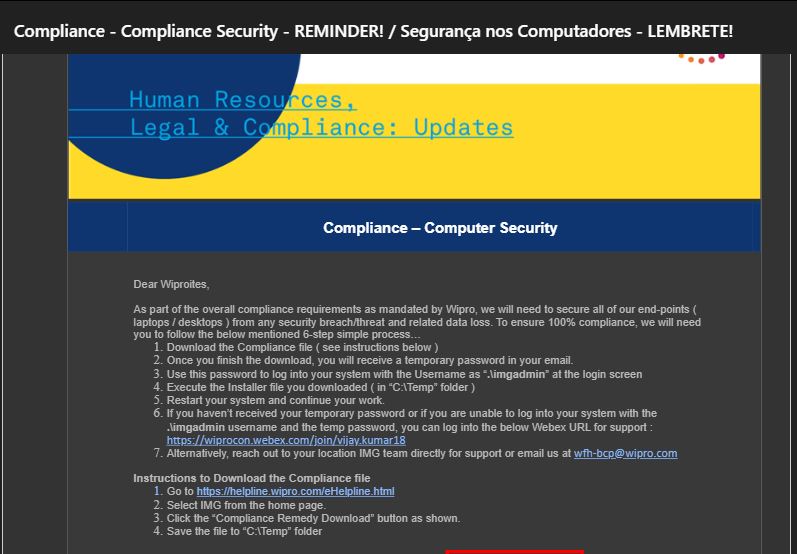 Compliance - Compliance Security - REMINDER! / Segurança nos Computadores - LEMBRETE!
Human Resources,
Legal & Compliance: Updates
Compliance – Computer Security
Dear Wiproites,
As part of the overall compliance requirements as mandated by Wipro, we will need to secure all of our end-points (
laptops / desktops ) from any security breach/threat and related data loss. To ensure 100% compliance, we will need
you to follow the below mentioned 6-step simple process…
1. Download the Compliance file ( see instructions below )
2. Once you finish the download, you will receive a temporary password in your email.
3. Use this password to log into your system with the Username as “.\imgadmin” at the login screen
4. Execute the Installer file you downloaded ( in “C:\Temp” folder )
5. Restart your system and continue your work.
6. If you haven’t received your temporary password or if you are unable to log into your system with the
.\imgadmin username and the temp password, you can log into the below Webex URL for support :
https://wiprocon.webex.com/join/vijay.kumar18
7. Alternatively, reach out to your location IMG team directly for support or email us at wfh-bcp@wipro.com
Instructions to Download the Compliance file
1. Go to https://helpline.wipro.com/eHelpline.html
2. Select IMG from the home page.
3. Click the “Compliance Remedy Download” button as shown.
4. Save the file to “C:\Temp” folder